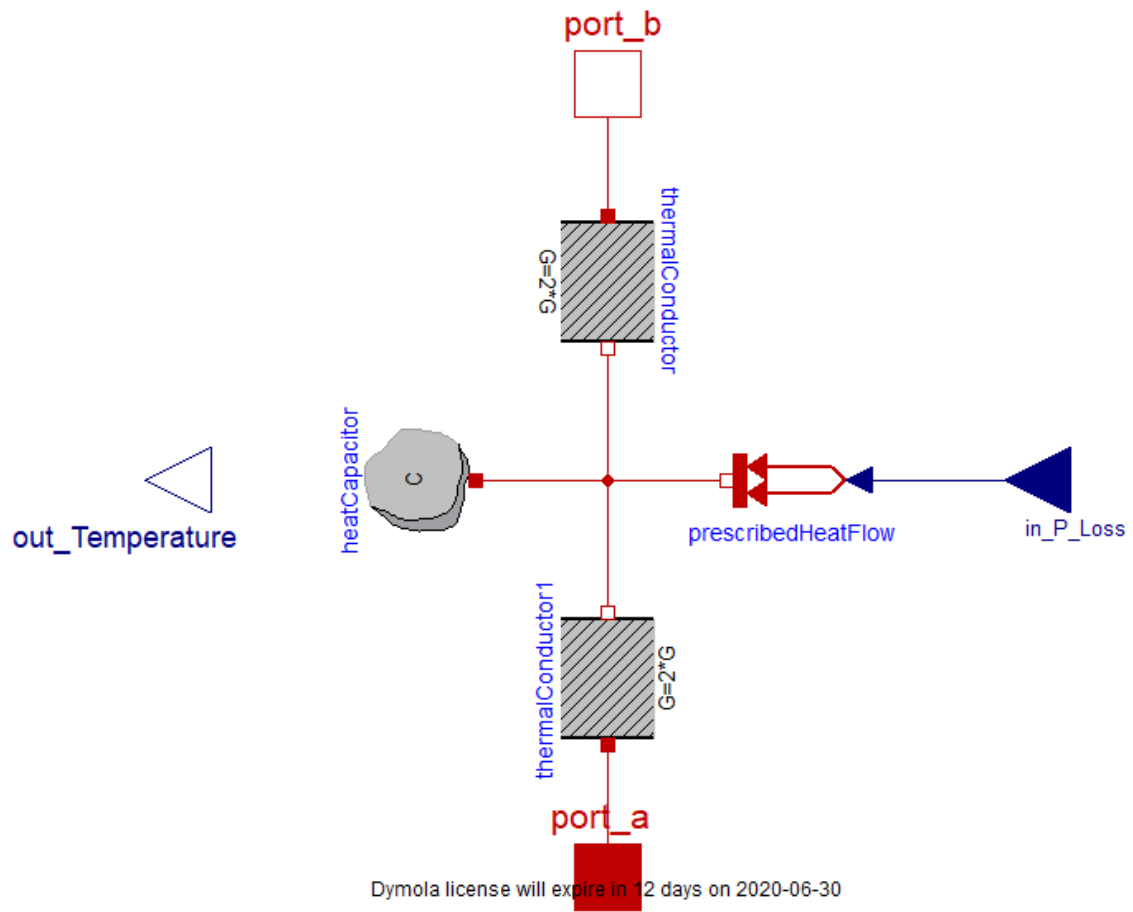 port_b
thermalConductor
G=2*G
heatCapacitor
C
out_Temperature
prescribedHeatFlow
in_P_Loss
thermalConductor1
G=2*G
port_a
Dymola license will expire in 12 days on 2020-06-30